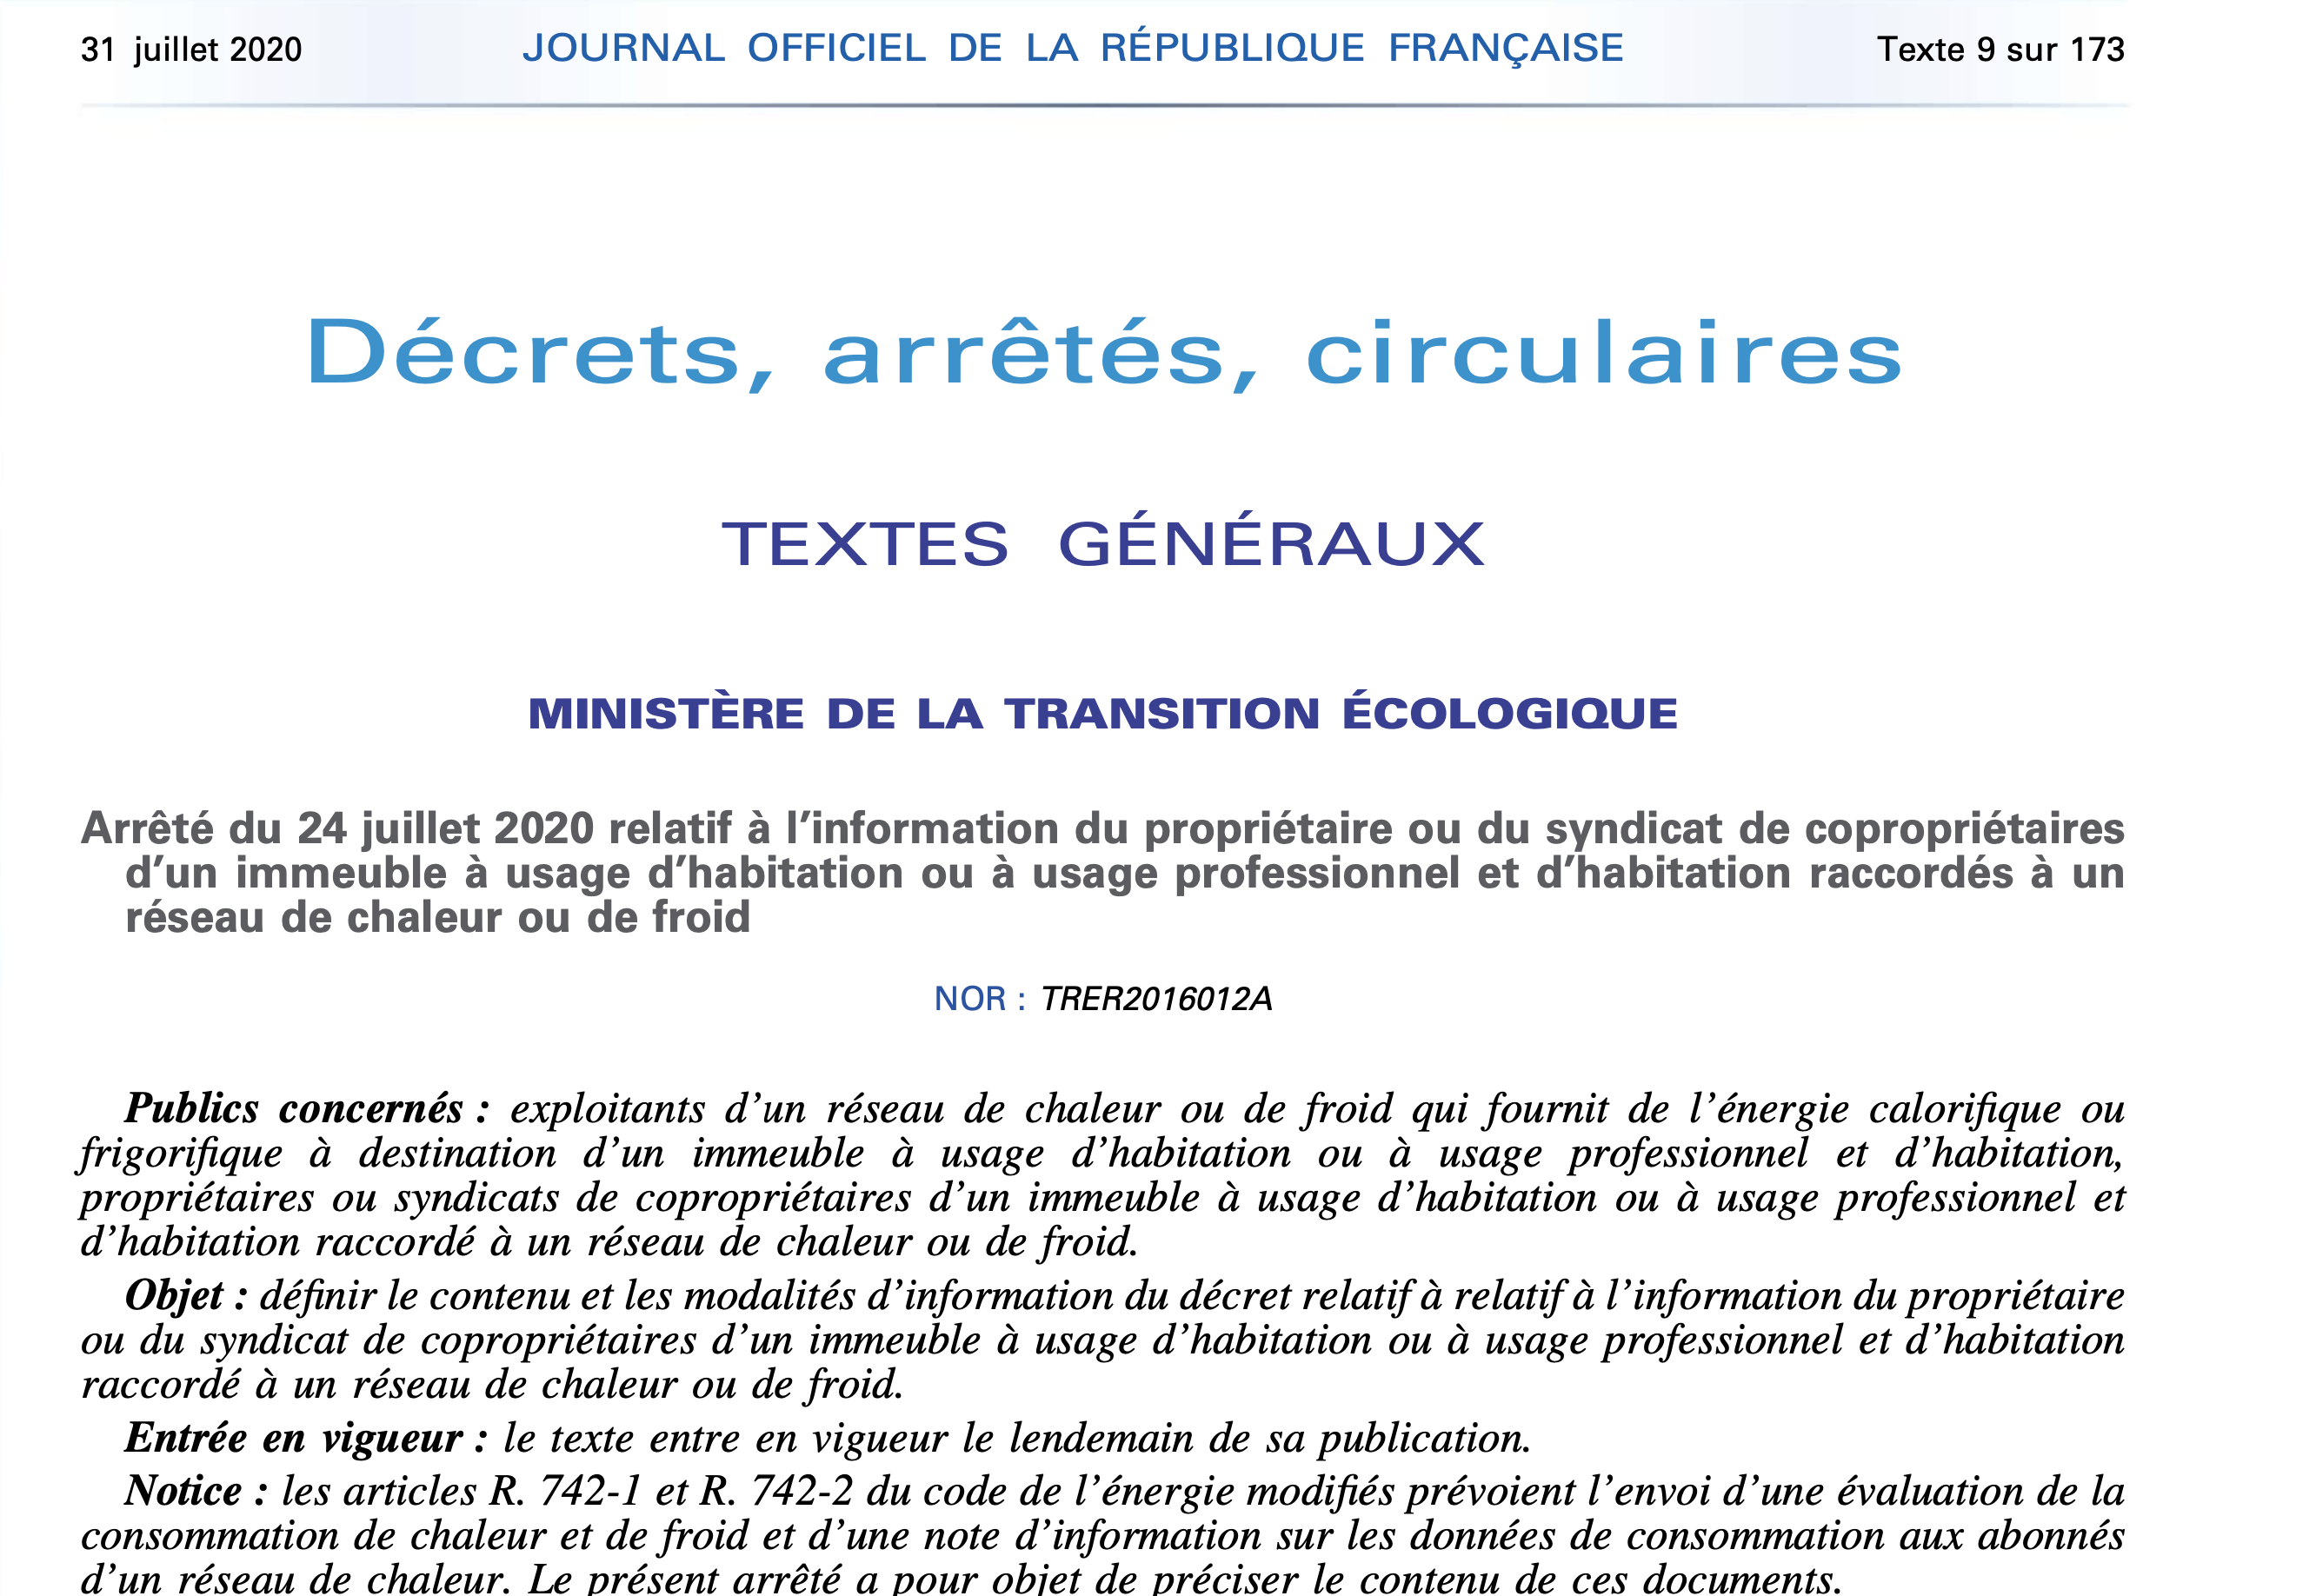 31 juillet 2020
JOURNAL OFFICIEL DE LA RÉPUBLIQUE FRANÇAISE
Texte 9 sur 173
Décrets, arrêtés, circulaires
TEXTES GÉNÉRAUX
MINISTÈRE DE LA TRANSITION ÉCOLOGIQUE
Arrêté du 24 juillet 2020 relatif à l’information du propriétaire ou du syndicat de copropriétaires
d’un immeuble à usage d’habitation ou à usage professionnel et d’habitation raccordés à un
réseau de chaleur ou de froid
NOR : TRER2016012A
Publics concernés : exploitants d’un réseau de chaleur ou de froid qui fournit de l’énergie calorifique ou
frigorifique à destination d’un immeuble à usage d’habitation ou à usage professionnel et d’habitation,
propriétaires ou syndicats de copropriétaires d’un immeuble à usage d’habitation ou à usage professionnel et
d’habitation raccordé à un réseau de chaleur ou de froid.
Objet : définir le contenu et les modalités d’information du décret relatif à relatif à l’information du propriétaire
ou du syndicat de copropriétaires d’un immeuble à usage d’habitation ou à usage professionnel et d’habitation
raccordé à un réseau de chaleur ou de froid.
Entrée en vigueur : le texte entre en vigueur le lendemain de sa publication.
Notice : les articles R. 742-1 et R. 742-2 du code de l’énergie modifiés prévoient l’envoi d’une évaluation de la
consommation de chaleur et de froid et d’une note d’information sur les données de consommation aux abonnés
d’un réseau de chaleur. Le présent arrêté a pour objet de préciser le contenu de ces documents.